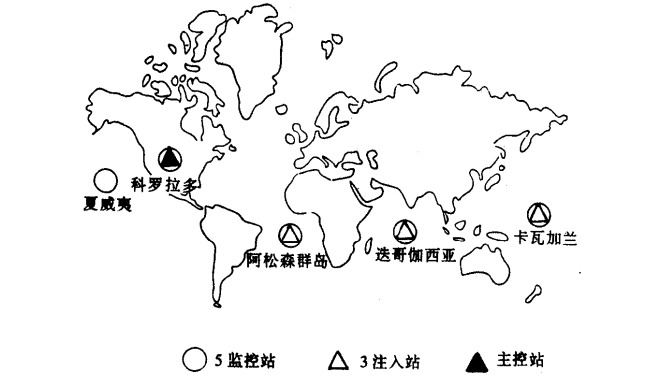 科罗拉多
夏威夷
阿松森群岛
迭哥伽西亚
卡瓦加兰
5监控站
3注入站
主控站